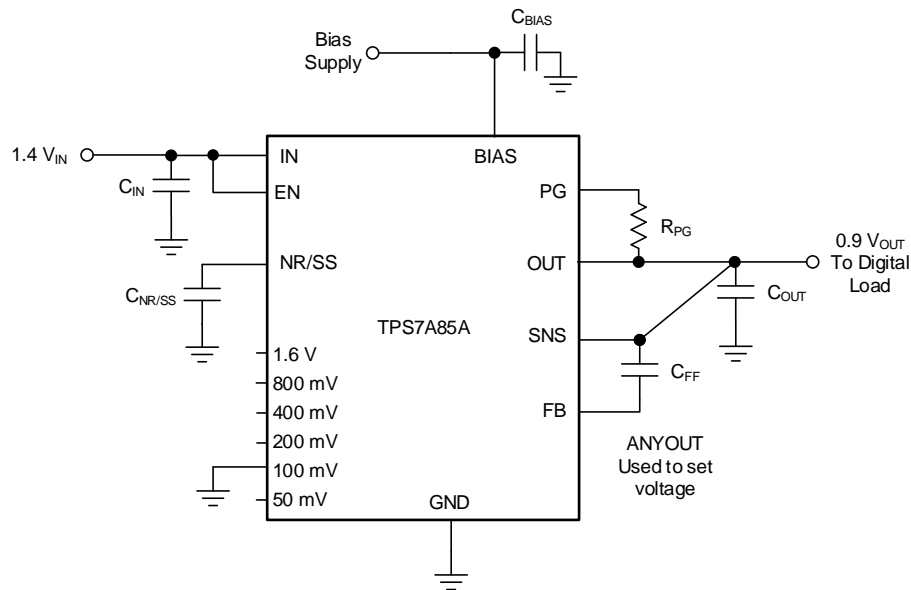 C_BIAS
Bias
Supply
1.4 V_IN
IN
BIAS
C_IN
EN
PG
R_PG
NR/SS
OUT
0.9 V_OUT
To Digital
Load
C_NR/SS
C_OUT
TPS7A85A
SNS
1.6 V
C_FF
800 mV
400 mV
FB
200 mV
ANYOUT
Used to set
voltage
100 mV
50 mV
GND